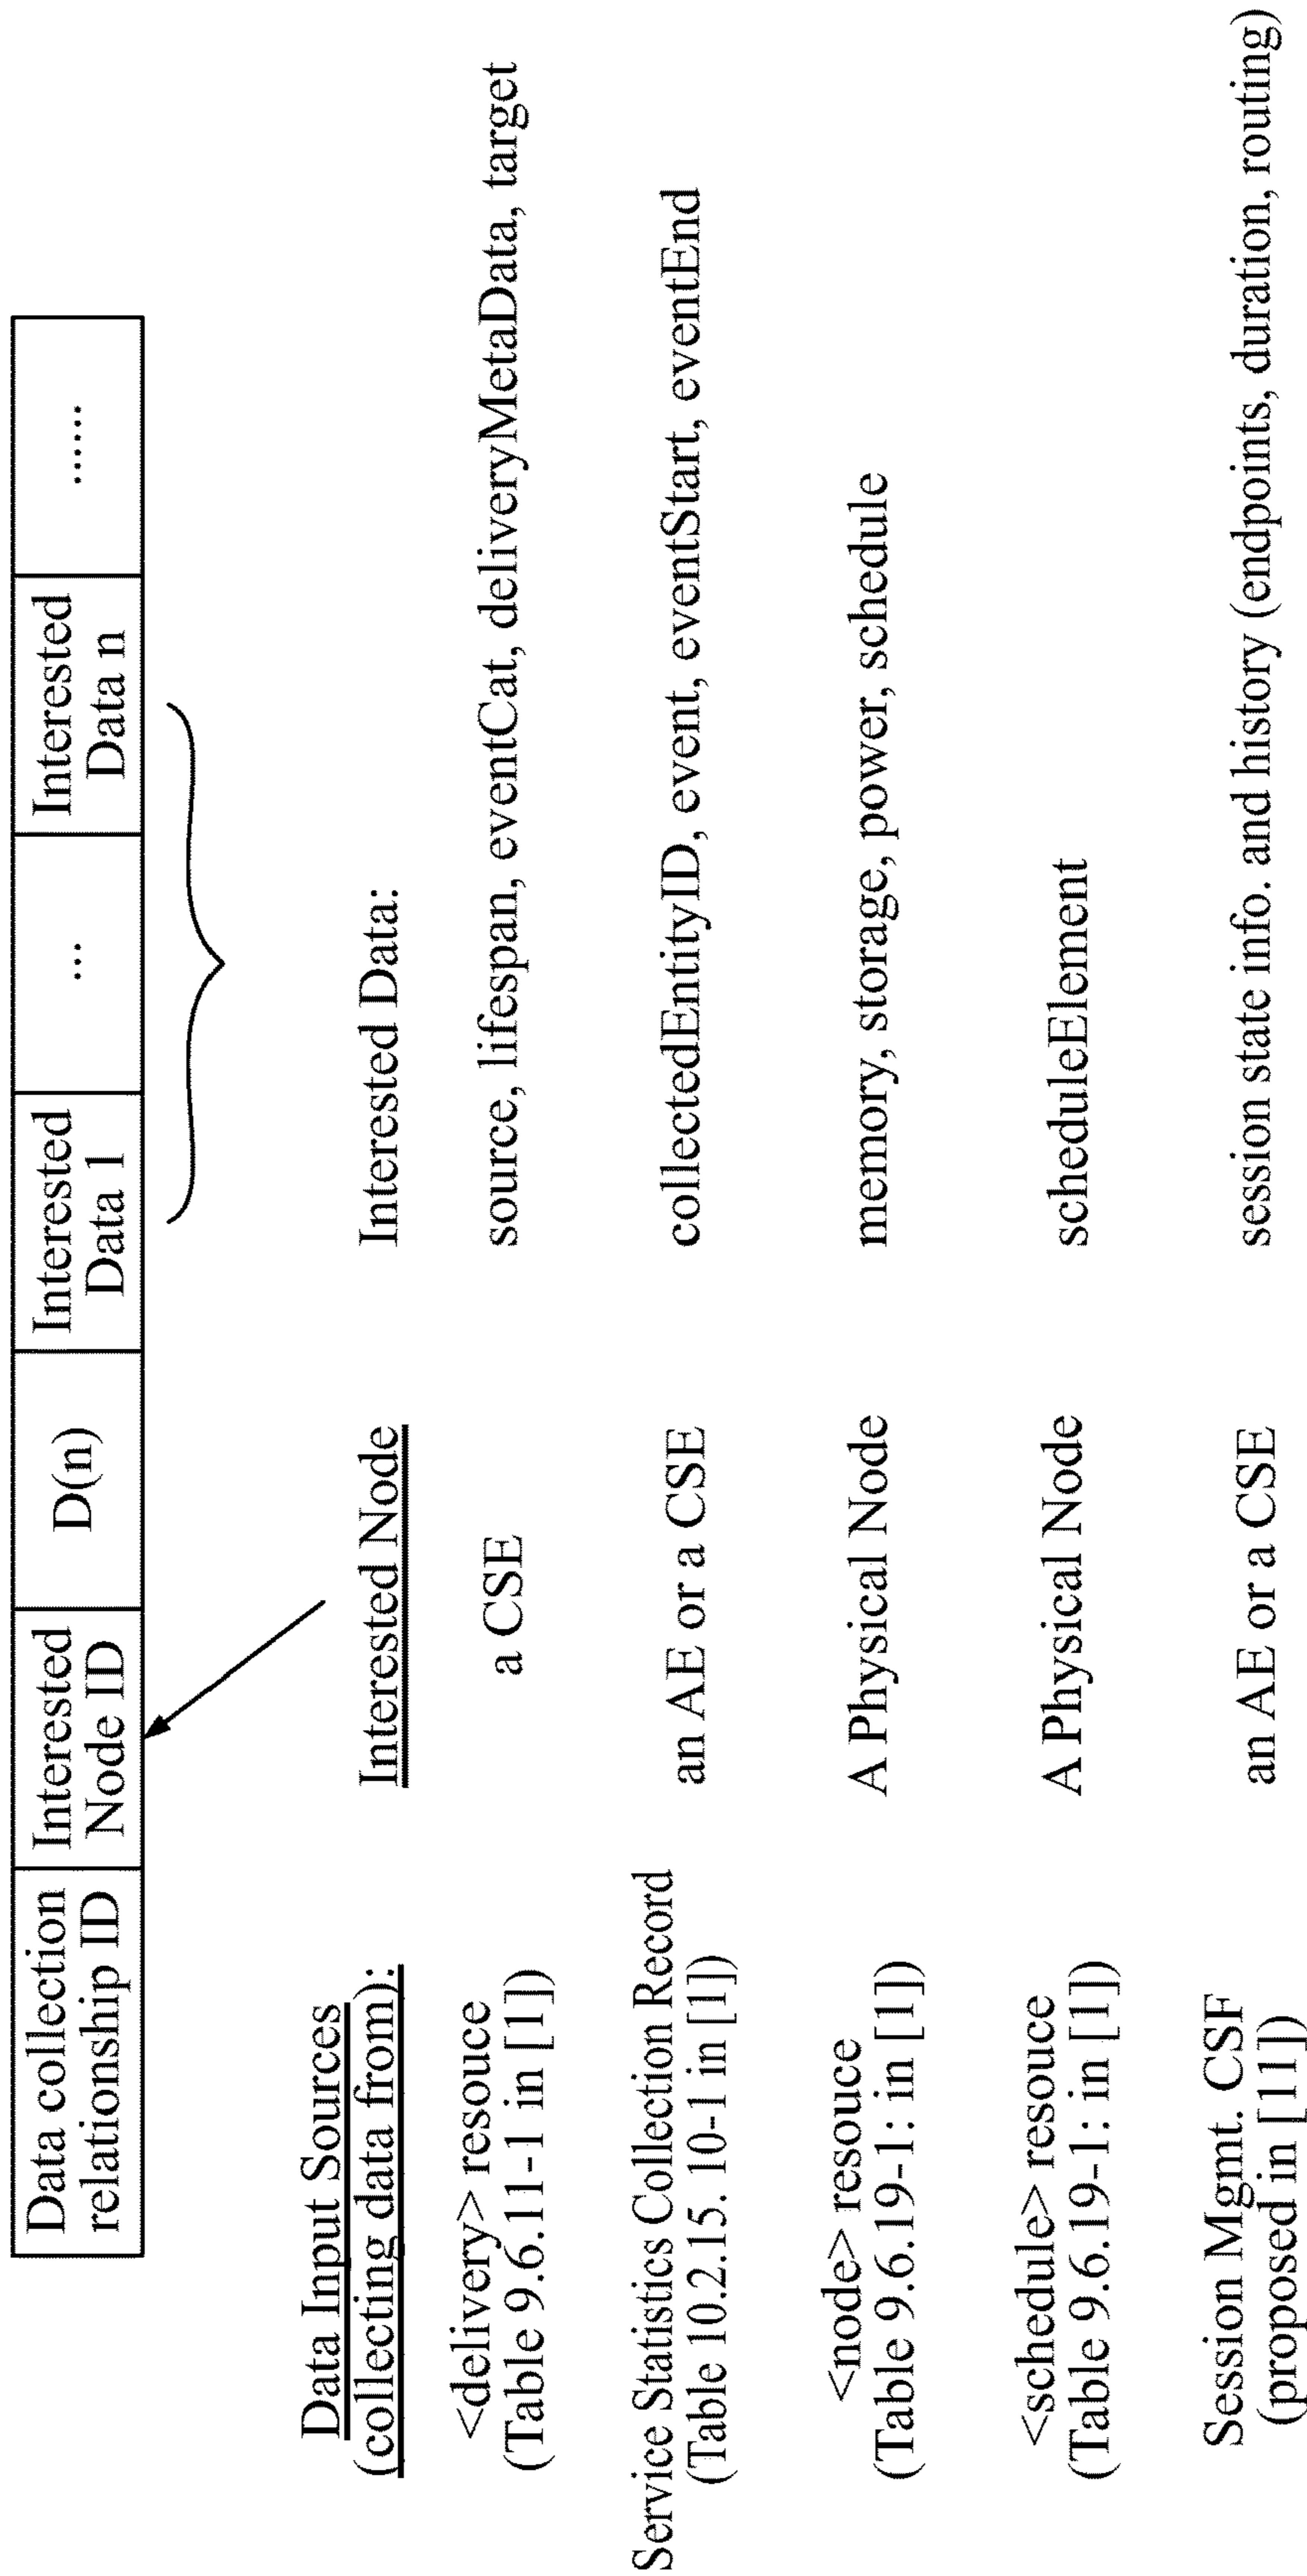 Data collection
relationship ID
Interested
Node ID
D(n)
Interested
Data 1
...
Interested
Data n
......
Data Input Sources
(collecting data from):
Interested Node
Interested Data:
<delivery> resouce
(Table 9.6.11-1 in [1])
a CSE
source, lifespan, eventCat, deliveryMetaData, target
Service Statistics Collection Record
(Table 10.2.15. 10-1 in [1])
an AE or a CSE
collectedEntityID, event, eventStart, eventEnd
<node> resouce
(Table 9.6.19-1: in [1])
A Physical Node
memory, storage, power, schedule
<schedule> resouce
(Table 9.6.19-1: in [1])
A Physical Node
scheduleElement
Session Mgmt. CSF
(proposed in [11])
an AE or a CSE
session state info. and history (endpoints, duration, routing)